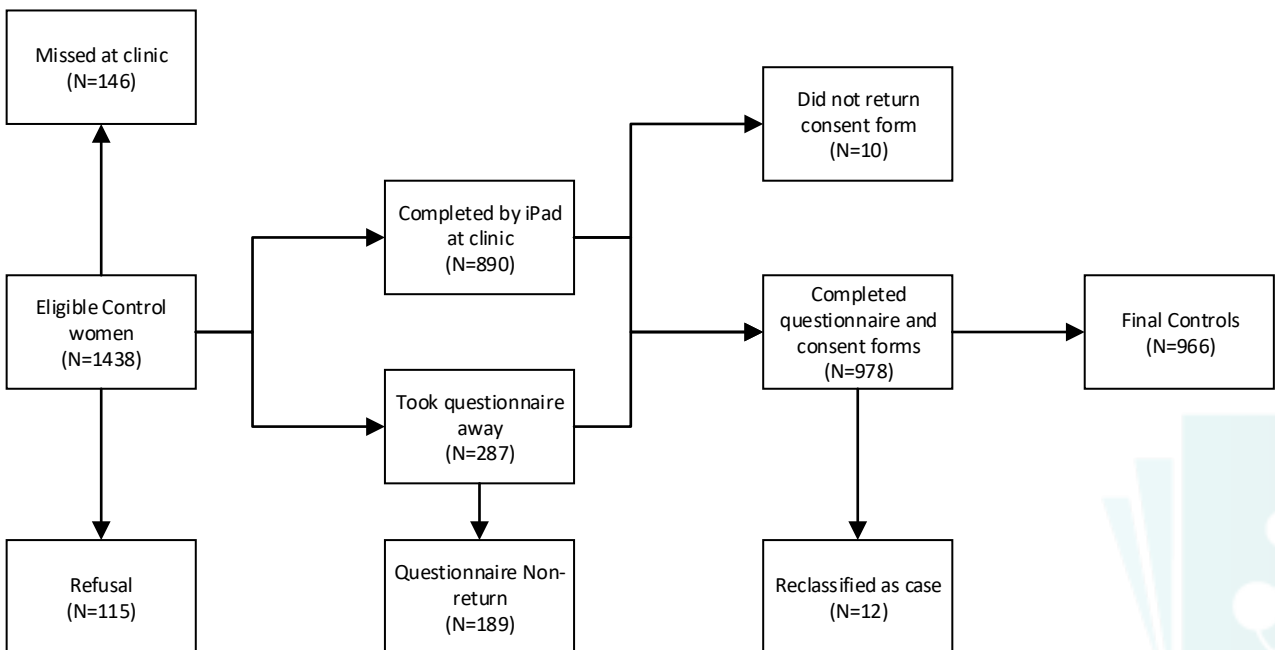 Missed at clinic
(N=146)
Did not return
consent form
(N=10)
Completed by iPad
at clinic
(N=890)
Eligible Control
women
(N=1438)
Completed
questionnaire and
consent forms
(N=978)
Final Controls
(N=966)
Took questionnaire
away
(N=287)
Refusal
(N=115)
Questionnaire Non-
return
(N=189)
Reclassified as case
(N=12)